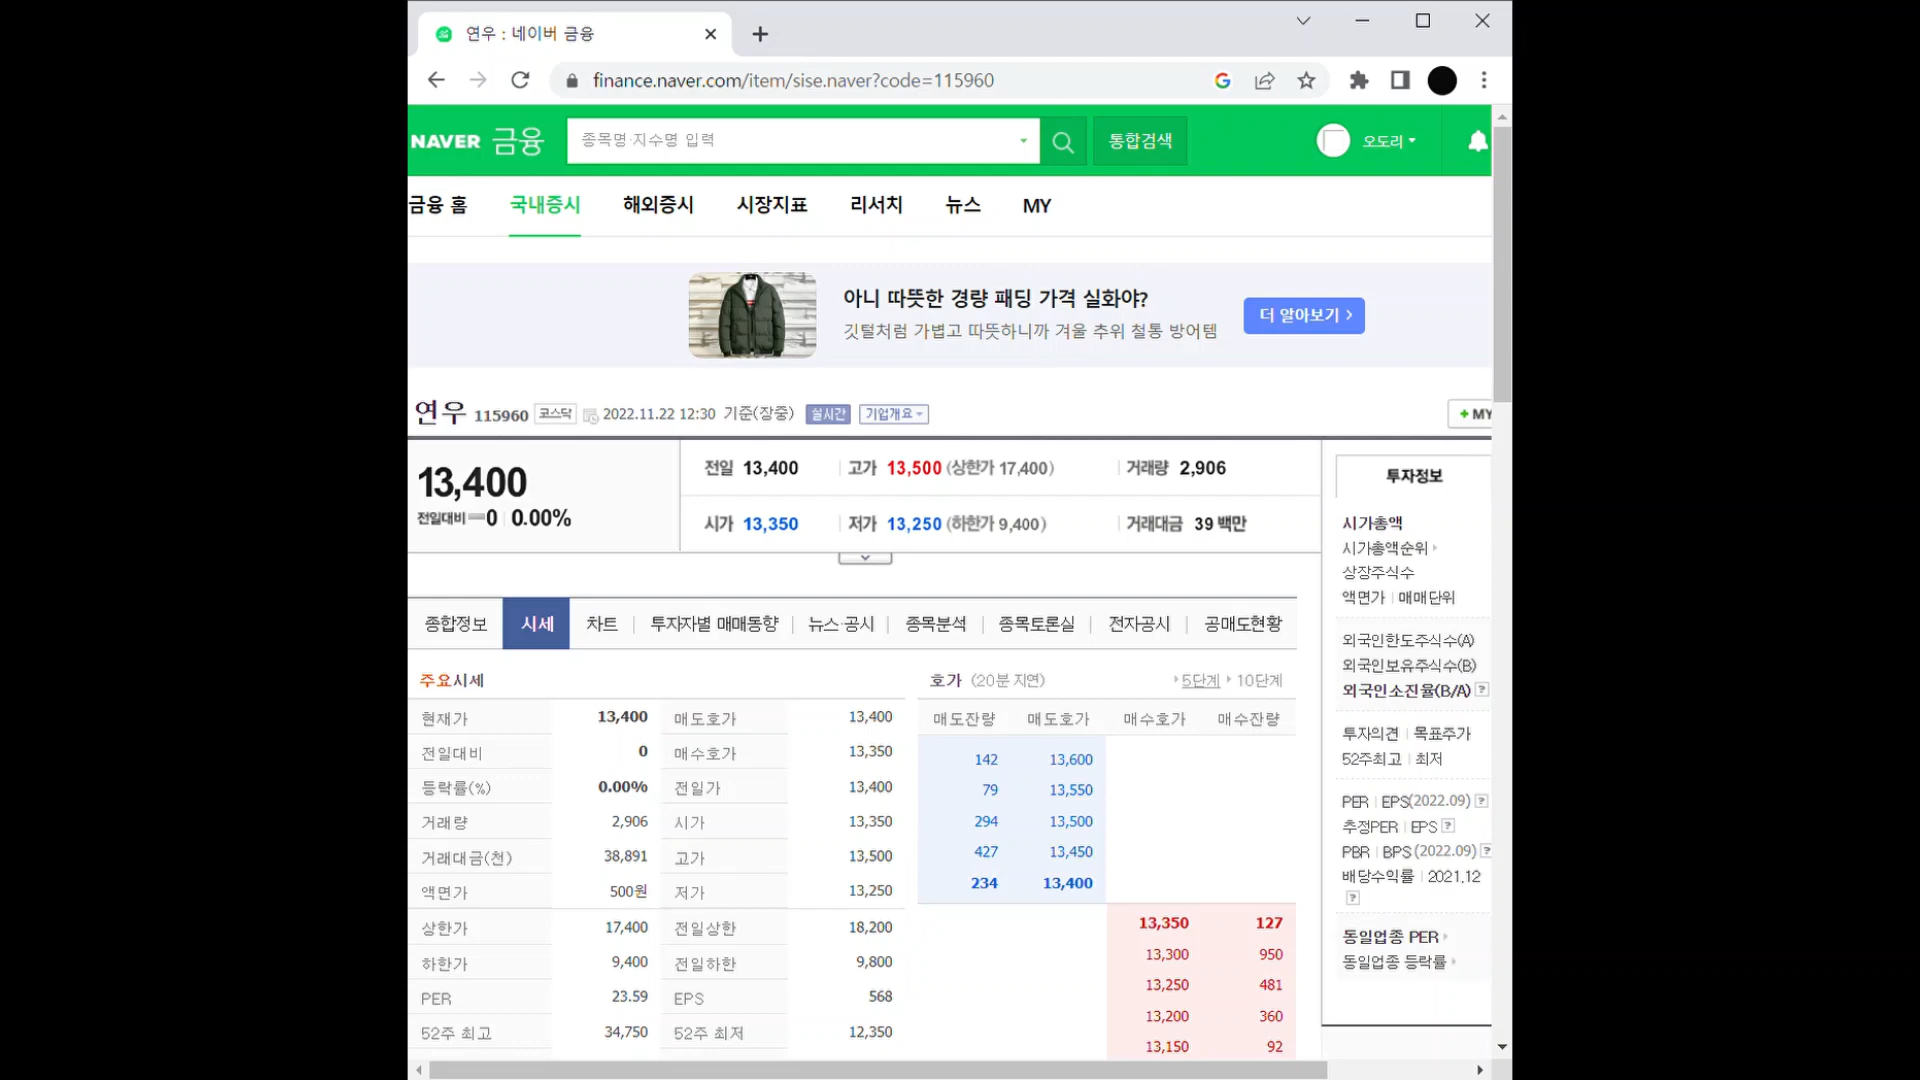 연우 : 네이버 금융
finance.naver.com/item/sise.naver?code=115960
NAVER 금융 종목명·지수명 입력 통합검색 오도리
금융 홈 국내증시 해외증시 시장지표 리서치 뉴스 MY
아니 따뜻한 경량 패딩 가격 실화야?
깃털처럼 가볍고 따뜻하니까 겨울 추위 철통 방어템
더 알아보기 >
연우 115960 코스닥 2022.11.22 12:30 기준(장중) 실시간 기업개요 + MY
13,400
전일대비 0 0.00%
전일 13,400 고가 13,500 (상한가 17,400) 거래량 2,906
시가 13,350 저가 13,250 (하한가 9,400) 거래대금 39 백만
종합정보 시세 차트 투자자별 매매동향 뉴스·공시 종목분석 종목토론실 전자공시 공매도현황
주요시세
현재가 13,400 매도호가 13,400
전일대비 0 매수호가 13,350
등락률(%) 0.00% 전일가 13,400
거래량 2,906 시가 13,350
거래대금(천) 38,891 고가 13,500
액면가 500원 저가 13,250
상한가 17,400 전일상한 18,200
하한가 9,400 전일하한 9,800
PER 23.59 EPS 568
52주 최고 34,750 52주 최저 12,350
호가 (20분 지연) 5단계 10단계
매도잔량 매도호가 매수호가 매수잔량
142 13,600
79 13,550
294 13,500
427 13,450
234 13,400
13,350 127
13,300 950
13,250 481
13,200 360
13,150 92
투자정보
시가총액
시가총액순위
상장주식수
액면가 매매단위
외국인한도주식수(A)
외국인보유주식수(B)
외국인소진율(B/A) ?
투자의견 목표주가
52주최고 최저
PER EPS(2022.09) ?
추정PER EPS ?
PBR BPS(2022.09) ?
배당수익률 2021.12
?
동일업종 PER
동일업종 등락률